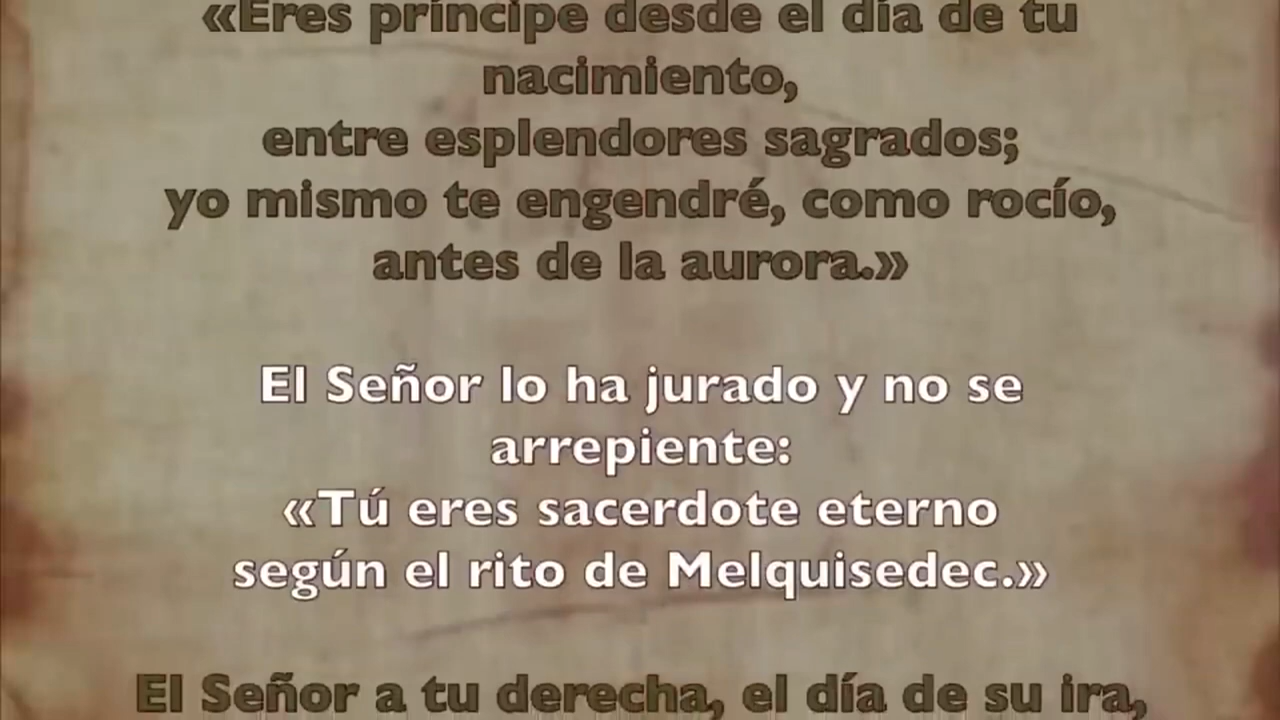 «Eres príncipe desde el día de tu
nacimiento,
entre esplendores sagrados;
yo mismo te engendré, como rocío,
antes de la aurora.»
El Señor lo ha jurado y no se
arrepiente:
«Tú eres sacerdote eterno
según el rito de Melquisedec.»
El Señor a tu derecha, el día de su ira,